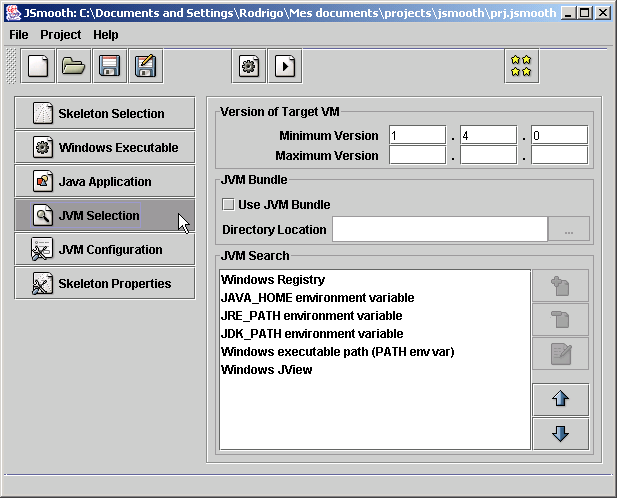 JSmooth: C:\Documents and Settings\Rodrigo\Mes documents\projects\jsmooth\prj.jsmooth
File Project Help
Skeleton Selection
Windows Executable
Java Application
JVM Selection
JVM Configuration
Skeleton Properties
Version of Target VM
Minimum Version 1 . 4 . 0
Maximum Version . .
JVM Bundle
Use JVM Bundle
Directory Location ...
JVM Search
Windows Registry
JAVA_HOME environment variable
JRE_PATH environment variable
JDK_PATH environment variable
Windows executable path (PATH env var)
Windows JView